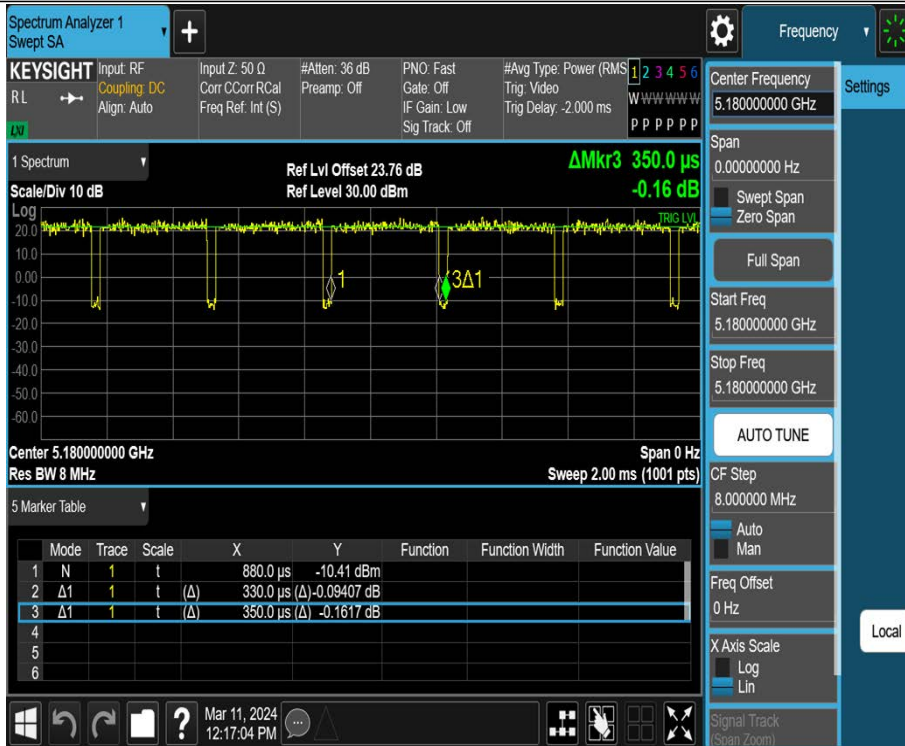 Spectrum Analyzer 1
Swept SA
+
Frequency
KEYSIGHT
RL
LXI
Input: RF
Coupling: DC
Align: Auto
Input Z: 50 Ω
Corr CCorr RCal
Freq Ref: Int (S)
#Atten: 36 dB
Preamp: Off
PNO: Fast
Gate: Off
IF Gain: Low
Sig Track: Off
#Avg Type: Power (RMS
Trig: Video
Trig Delay: -2.000 ms
1 2 3 4 5 6
W W W W W W
P P P P P P
1 Spectrum
Scale/Div 10 dB
Ref Lvl Offset 23.76 dB
Ref Level 30.00 dBm
ΔMkr3 350.0 µs
-0.16 dB
Log
TRIG LVL
20.0
10.0
0.00
-10.0
-20.0
-30.0
-40.0
-50.0
-60.0
1
3Δ1
Center 5.180000000 GHz
Span 0 Hz
Res BW 8 MHz
Sweep 2.00 ms (1001 pts)
5 Marker Table
Mode Trace Scale X Y Function Function Width Function Value
1 N 1 t 880.0 µs -10.41 dBm
2 Δ1 1 t (Δ) 330.0 µs (Δ) -0.09407 dB
3 Δ1 1 t (Δ) 350.0 µs (Δ) -0.1617 dB
4
5
6
?
Mar 11, 2024
12:17:04 PM
Center Frequency
5.180000000 GHz
Span
0.00000000 Hz
Swept Span
Zero Span
Full Span
Start Freq
5.180000000 GHz
Stop Freq
5.180000000 GHz
AUTO TUNE
CF Step
8.000000 MHz
Auto
Man
Freq Offset
0 Hz
X Axis Scale
Log
Lin
Signal Track
(Span Zoom)
Settings
Local